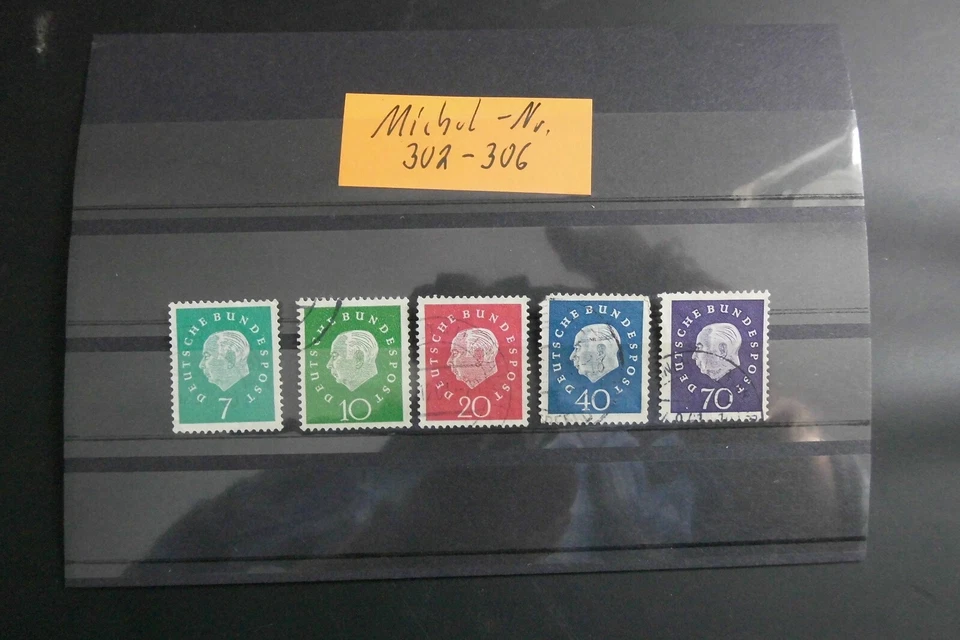 Michel-Nr.
302-306
DEUTSCHE BUNDESPOST
7
DEUTSCHE BUNDESPOST
10
DEUTSCHE BUNDESPOST
20
DEUTSCHE BUNDESPOST
40
DEUTSCHE BUNDESPOST
70